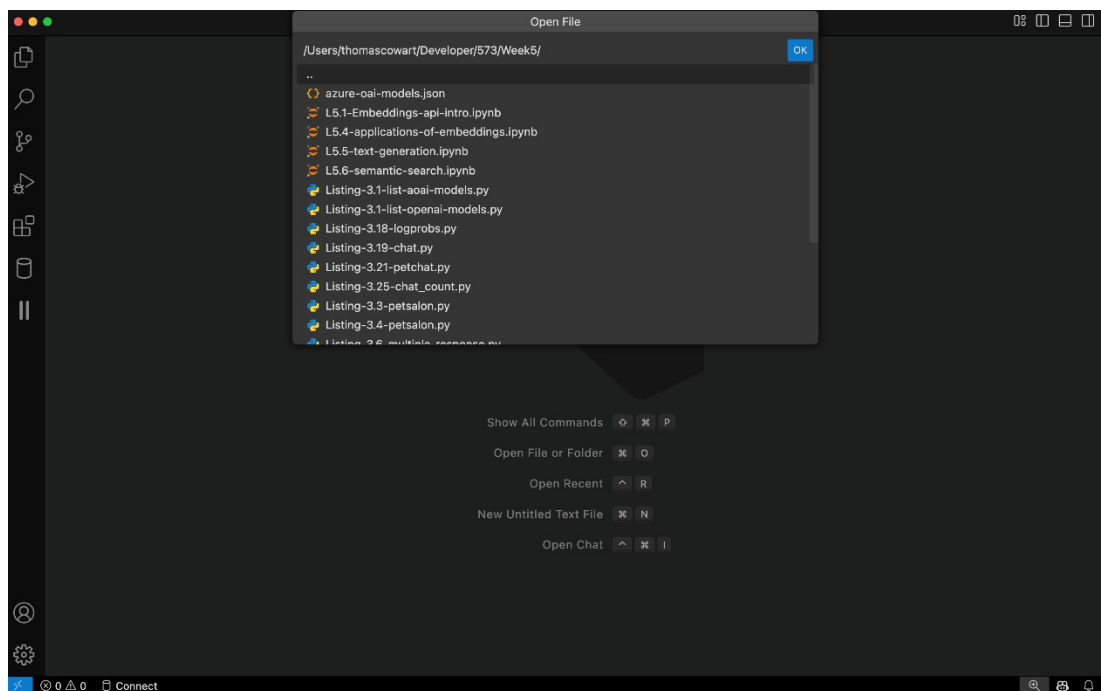 Open File
/Users/thomascowart/Developer/573/Week5/
OK
..
azure-oai-models.json
L5.1-Embeddings-api-intro.ipynb
L5.4-applications-of-embeddings.ipynb
L5.5-text-generation.ipynb
L5.6-semantic-search.ipynb
Listing-3.1-list-aoai-models.py
Listing-3.1-list-openai-models.py
Listing-3.18-logprobs.py
Listing-3.19-chat.py
Listing-3.21-petchat.py
Listing-3.25-chat_count.py
Listing-3.3-petsalon.py
Listing-3.4-petsalon.py
Listing-3.6-multiple_response.py
Show All Commands ⇧ ⌘ P
Open File or Folder ⌘ O
Open Recent ^ R
New Untitled Text File ⌘ N
Open Chat ^ ⌘ I
0 0 Connect